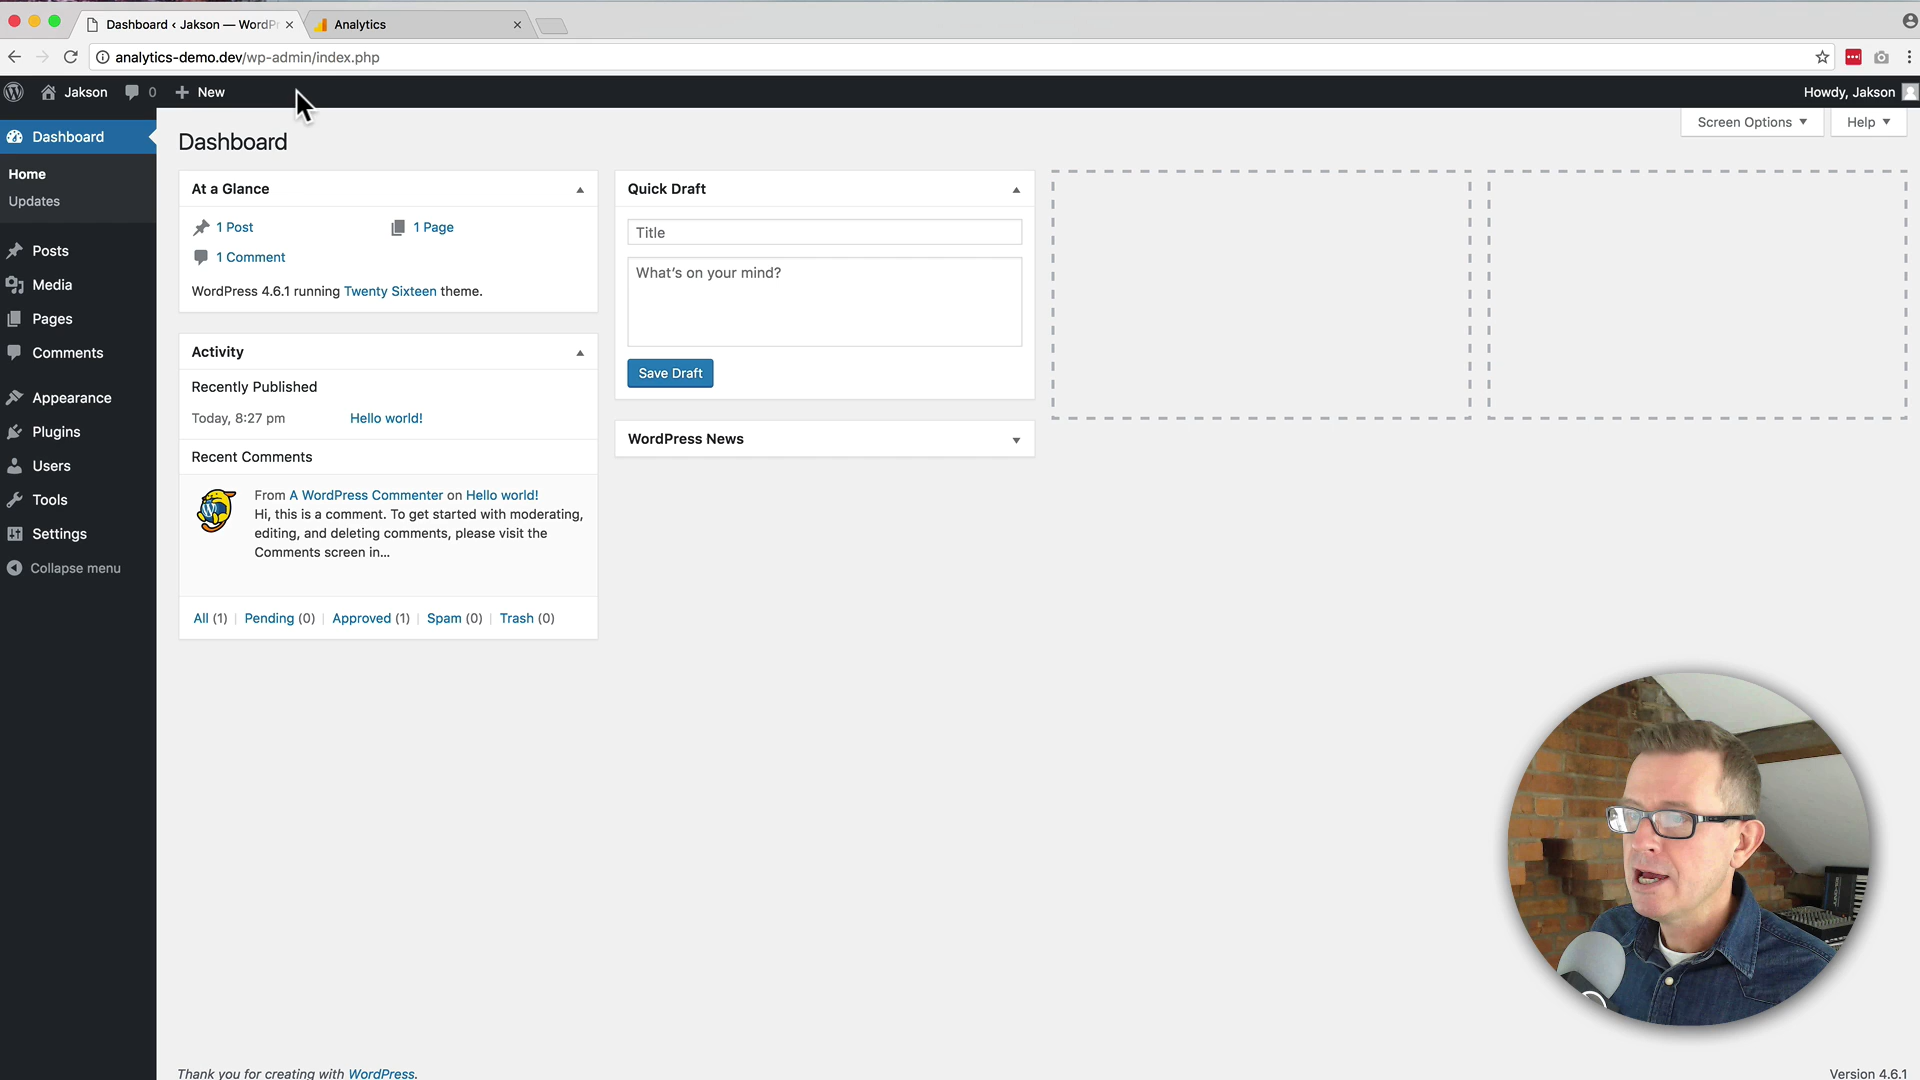 Dashboard ‹ Jakson — WordPr
Analytics
analytics-demo.dev/wp-admin/index.php
Jakson
0
New
Howdy, Jakson
Dashboard
Home
Updates
Posts
Media
Pages
Comments
Appearance
Plugins
Users
Tools
Settings
Collapse menu
Dashboard
Screen Options
Help
At a Glance
1 Post
1 Page
1 Comment
WordPress 4.6.1 running Twenty Sixteen theme.
Activity
Recently Published
Today, 8:27 pm
Hello world!
Recent Comments
From A WordPress Commenter on Hello world!
Hi, this is a comment. To get started with moderating,
editing, and deleting comments, please visit the
Comments screen in…
All (1) | Pending (0) | Approved (1) | Spam (0) | Trash (0)
Quick Draft
Title
What's on your mind?
Save Draft
WordPress News
Thank you for creating with WordPress.
Version 4.6.1